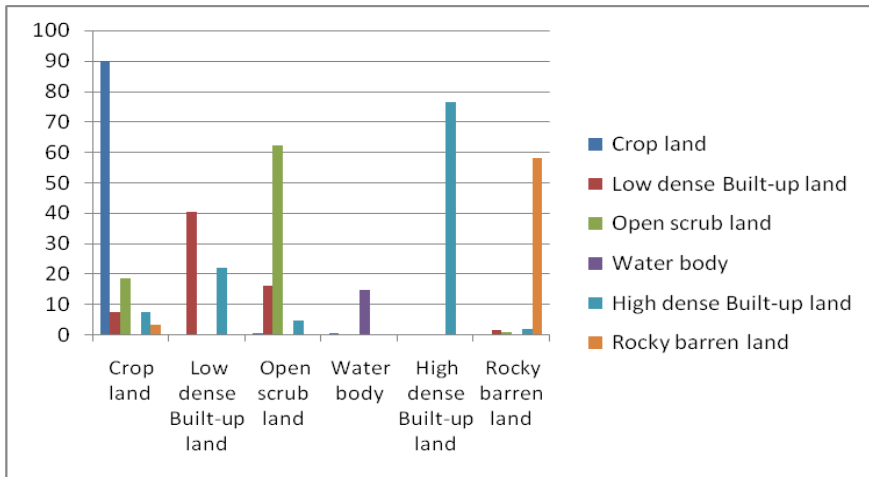 100
90
80
70
60
50
40
30
20
10
0
Crop land
Low dense Built-up land
Open scrub land
Water body
High dense Built-up land
Rocky barren land
Crop
land
Low
dense
Built-up
land
Open
scrub
land
Water
body
High
dense
Built-up
land
Rocky
barren
land